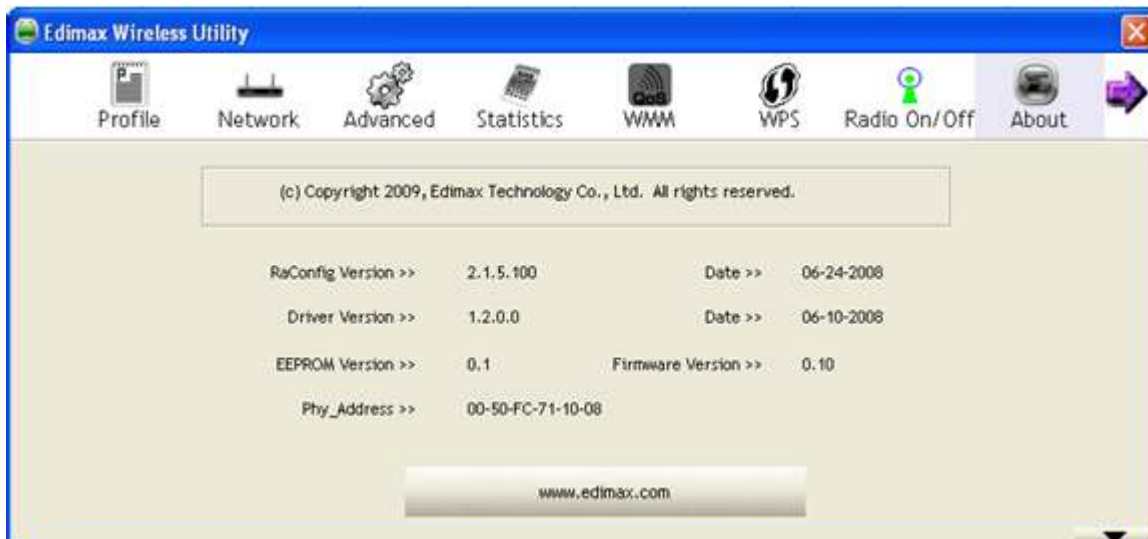 Edimax Wireless Utility
Profile Network Advanced Statistics QoS WMM WPS Radio On/Off About
(c) Copyright 2009, Edimax Technology Co., Ltd. All rights reserved.
RaConfig Version >> 2.1.5.100 Date >> 06-24-2008
Driver Version >> 1.2.0.0 Date >> 06-10-2008
EEPROM Version >> 0.1 Firmware Version >> 0.10
Phy_Address >> 00-50-FC-71-10-08
www.edimax.com